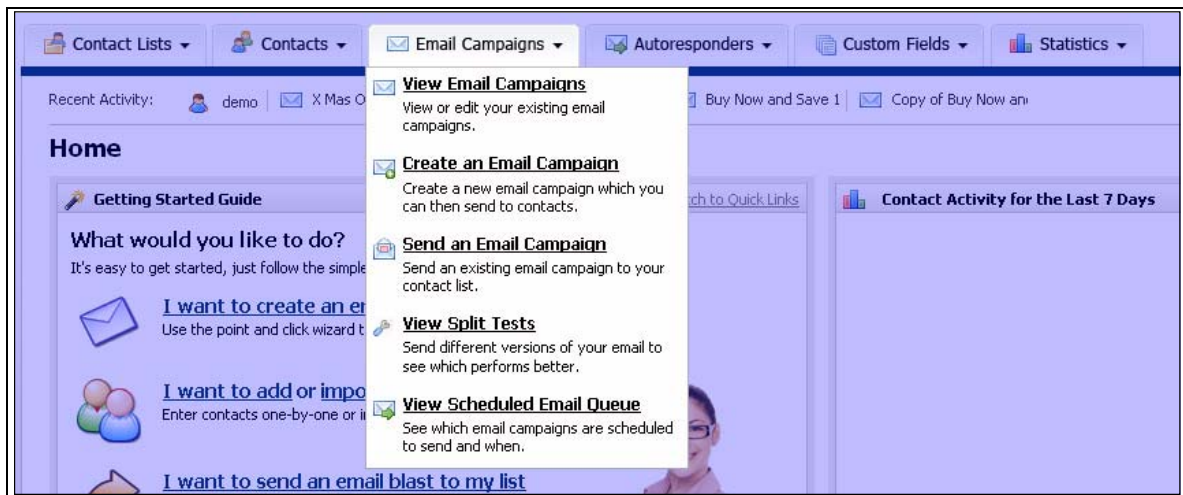 Contact Lists Contacts Email Campaigns Autoresponders Custom Fields Statistics
Recent Activity: demo X Mas O Buy Now and Save 1 Copy of Buy Now an
View Email Campaigns
View or edit your existing email
campaigns.
Create an Email Campaign
Create a new email campaign which you
can then send to contacts.
Send an Email Campaign
Send an existing email campaign to your
contact list.
View Split Tests
Send different versions of your email to
see which performs better.
View Scheduled Email Queue
See which email campaigns are scheduled
to send and when.
Home
Getting Started Guide ch to Quick Links
What would you like to do?
It's easy to get started, just follow the simple
I want to create an e
Use the point and click wizard t
I want to add or impo
Enter contacts one-by-one or i
I want to send an email blast to my list
Contact Activity for the Last 7 Days